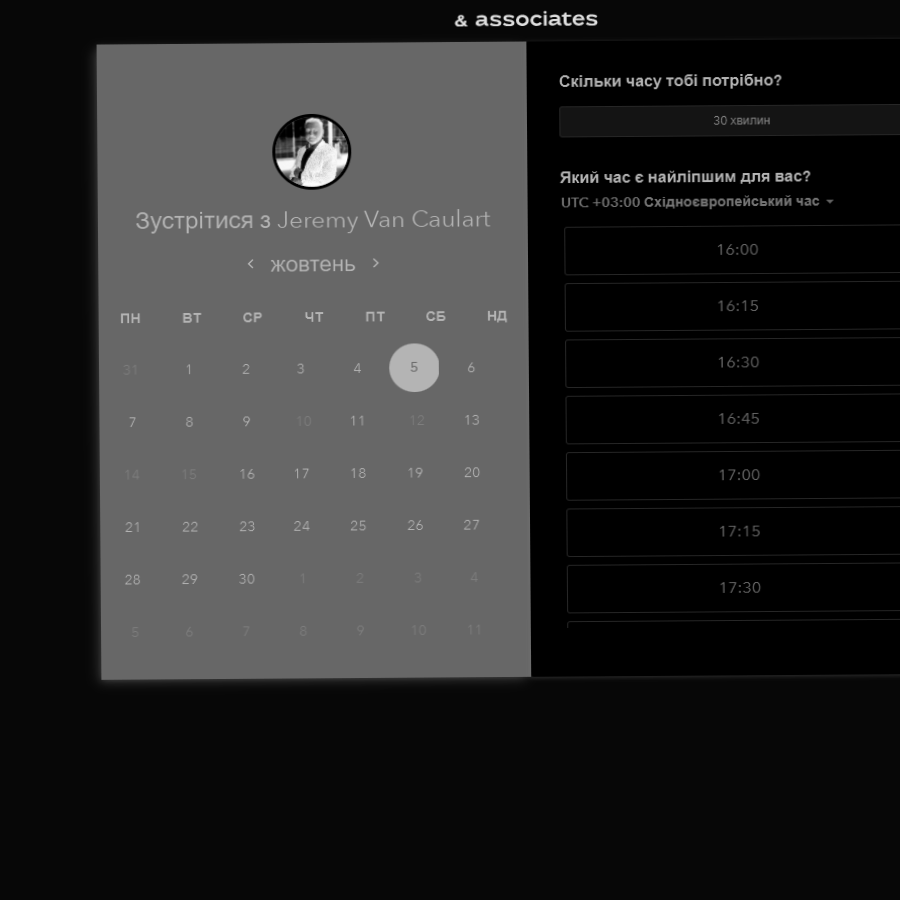 & associates
Зустрітися з Jeremy Van Caulart
жовтень
ПН ВТ СР ЧТ ПТ СБ НД
31 1 2 3 4 5 6
7 8 9 10 11 12 13
14 15 16 17 18 19 20
21 22 23 24 25 26 27
28 29 30 1 2 3 4
5 6 7 8 9 10 11
Скільки часу тобі потрібно?
30 хвилин
Який час є найліпшим для вас?
UTC +03:00 Східноєвропейський час
16:00
16:15
16:30
16:45
17:00
17:15
17:30